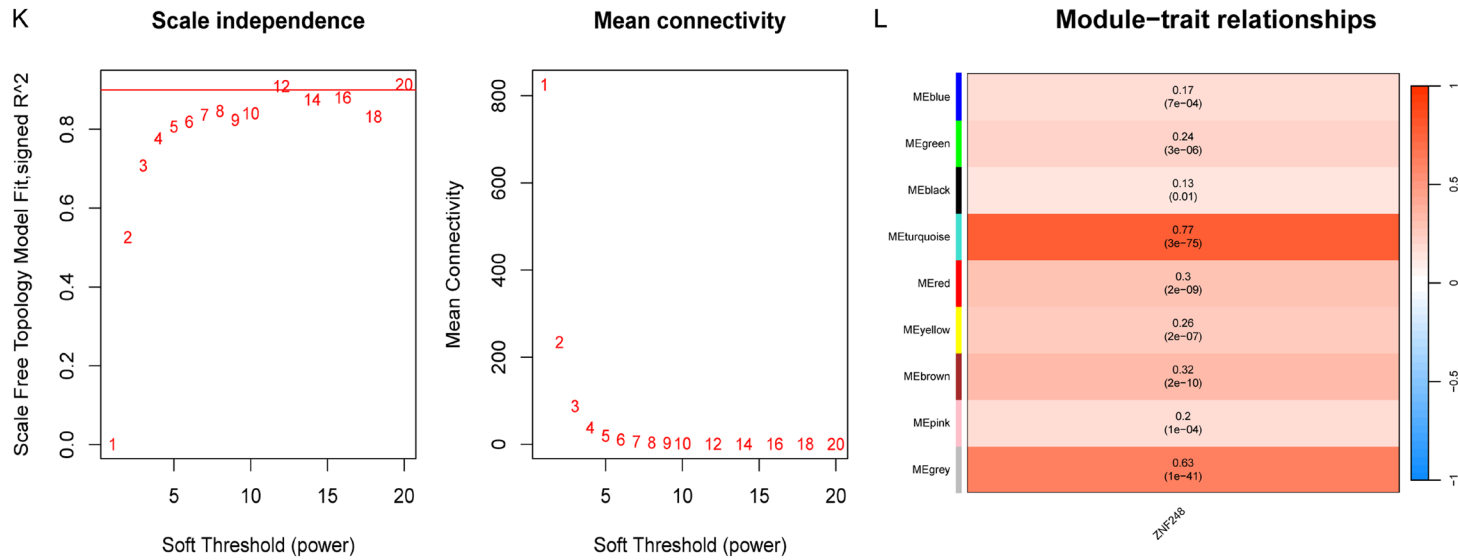 K
Scale independence
Scale Free Topology Model Fit,signed R^2
0.0
0.2
0.4
0.6
0.8
1
2
3
4
5
6
7
8
9
10
12
14
16
18
20
5
10
15
20
Soft Threshold (power)
Mean connectivity
Mean Connectivity
0
200
400
600
800
1
2
3
4
5
6
7
8
9
10
12
14
16
18
20
5
10
15
20
Soft Threshold (power)
L
Module−trait relationships
MEblue
0.17
(7e−04)
MEgreen
0.24
(3e−06)
MEblack
0.13
(0.01)
MEturquoise
0.77
(3e−75)
MEred
0.3
(2e−09)
MEyellow
0.26
(2e−07)
MEbrown
0.32
(2e−10)
MEpink
0.2
(1e−04)
MEgrey
0.63
(1e−41)
ZNF248
1
0.5
0
−0.5
−1